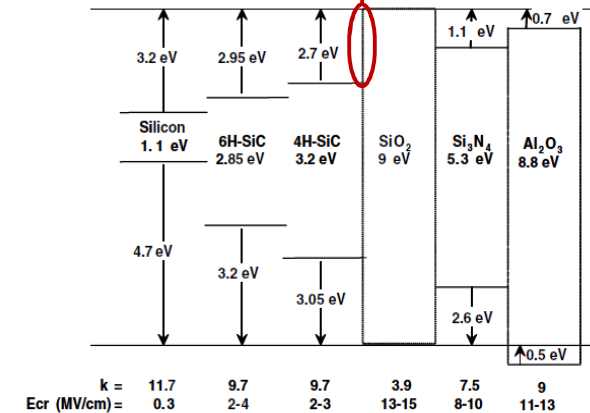 0.7 eV
1.1 eV
3.2 eV 2.95 eV 2.7 eV
Silicon
1.1 eV
6H-SiC 4H-SiC SiO2 Si3N4 Al2O3
2.85 eV 3.2 eV 9 eV 5.3 eV 8.8 eV
4.7 eV
3.2 eV
3.05 eV
2.6 eV
0.5 eV
k = 11.7 9.7 9.7 3.9 7.5 9
Ecr (MV/cm) = 0.3 2-4 2-3 13-15 8-10 11-13